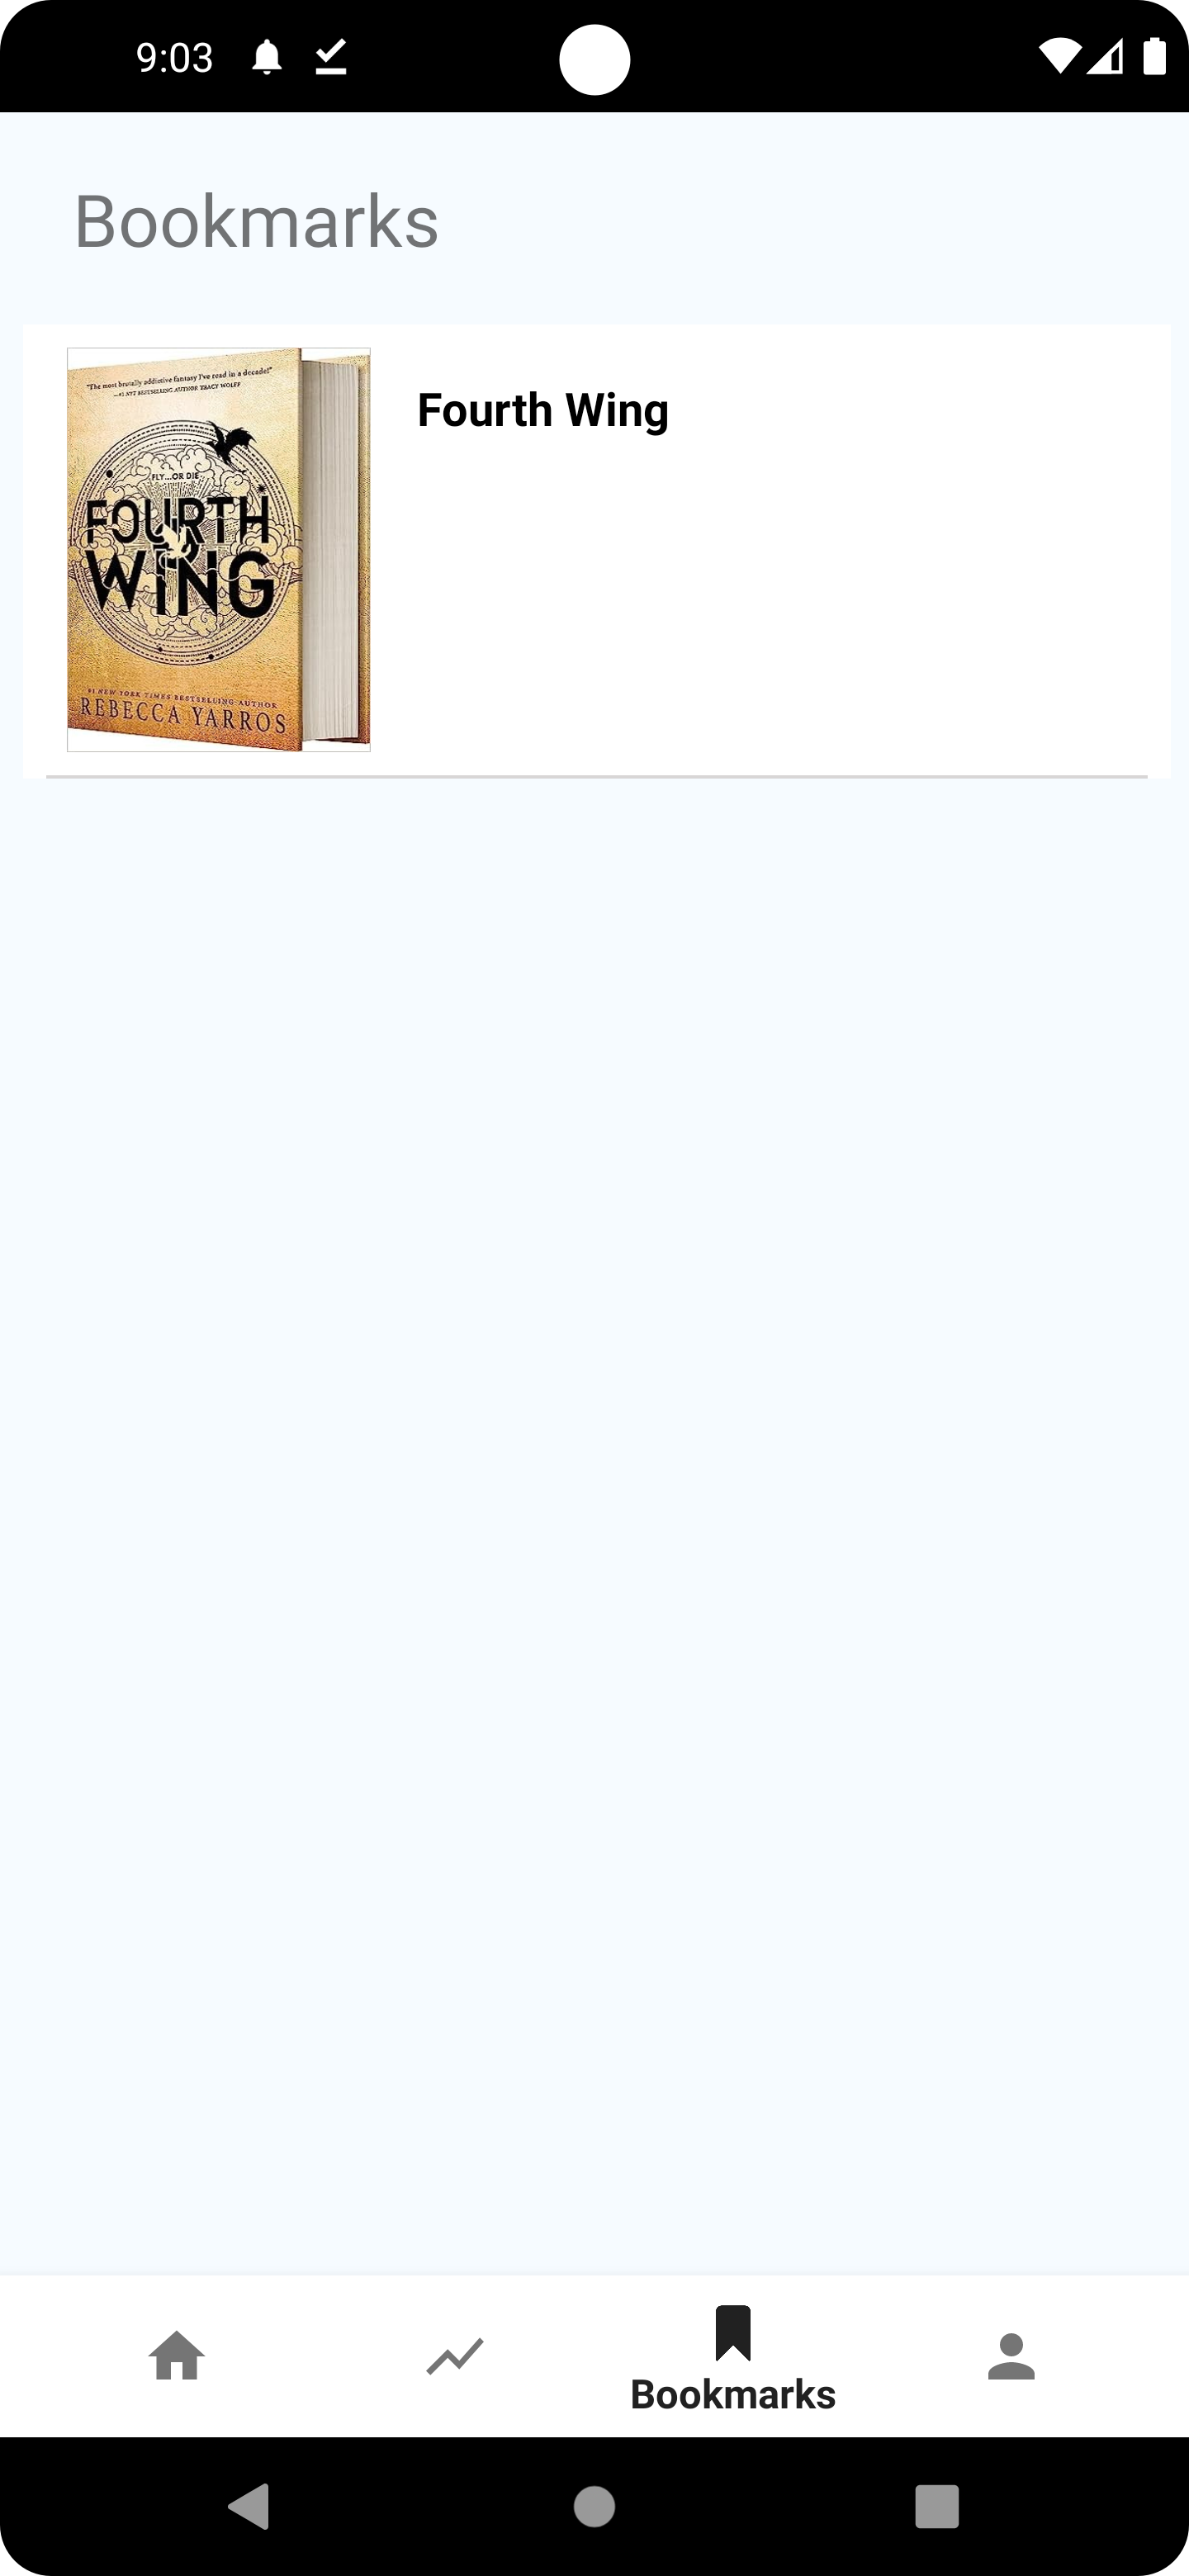 9:03
Bookmarks
"The most brutally addictive fantasy I've read in a decade!"
—#1 NYT BESTSELLING AUTHOR TRACY WOLFF
FLY...OR DIE
FOURTH
WING
#1 NEW YORK TIMES BESTSELLING AUTHOR
REBECCA YARROS
Fourth Wing
Bookmarks